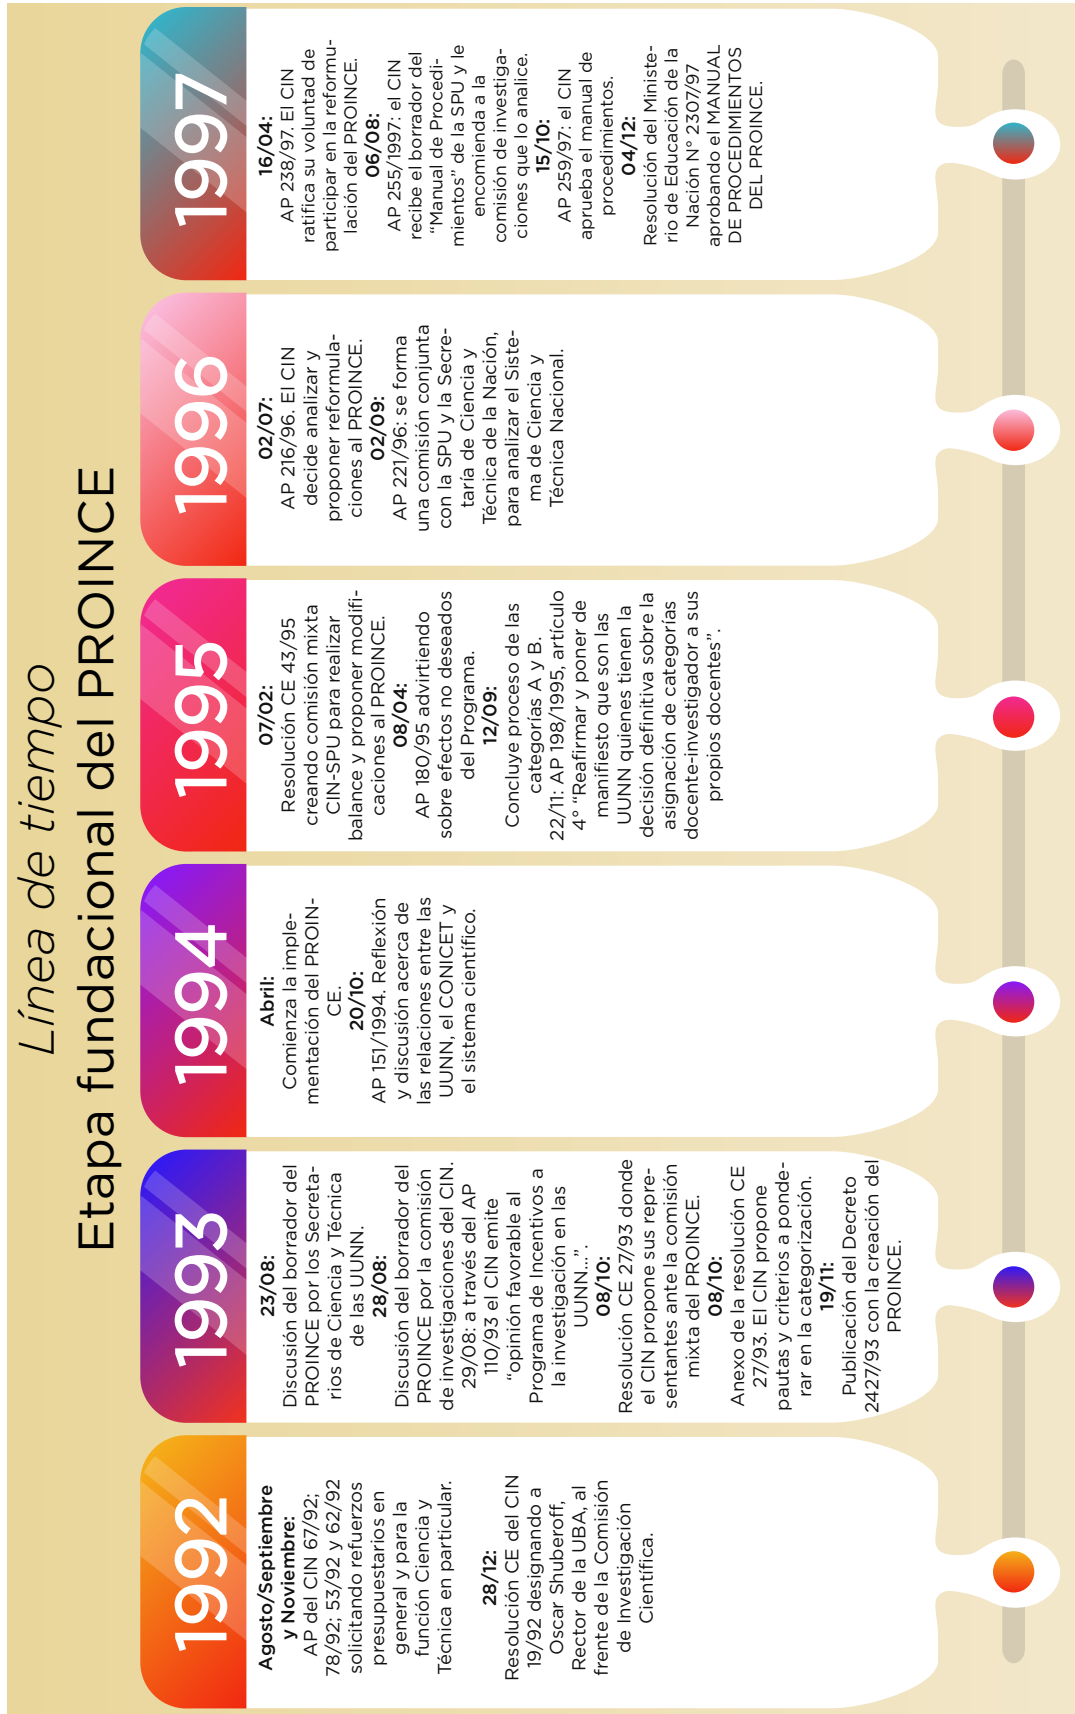 Línea de tiempo
Etapa fundacional del PROINCE
1992
Agosto/Septiembre
y Noviembre:
AP del CIN 67/92;
78/92; 53/92 y 62/92
solicitando refuerzos
presupuestarios en
general y para la
función Ciencia y
Técnica en particular.
28/12:
Resolución CE del CIN
19/92 designando a
Oscar Shuberoff,
Rector de la UBA, al
frente de la Comisión
de Investigación
Científica.
1993
23/08:
Discusión del borrador del
PROINCE por los Secreta-
rios de Ciencia y Técnica
de las UUNN.
28/08:
Discusión del borrador del
PROINCE por la comisión
de investigaciones del CIN.
29/08: a través del AP
110/93 el CIN emite
“opinión favorable al
Programa de Incentivos a
la investigación en las
UUNN...”.
08/10:
Resolución CE 27/93 donde
el CIN propone sus repre-
sentantes ante la comisión
mixta del PROINCE.
08/10:
Anexo de la resolución CE
27/93. El CIN propone
pautas y criterios a ponde-
rar en la categorización.
19/11:
Publicación del Decreto
2427/93 con la creación del
PROINCE.
1994
Abril:
Comienza la imple-
mentación del PROIN-
CE.
20/10:
AP 151/1994. Reflexión
y discusión acerca de
las relaciones entre las
UUNN, el CONICET y
el sistema científico.
1995
07/02:
Resolución CE 43/95
creando comisión mixta
CIN-SPU para realizar
balance y proponer modifi-
caciones al PROINCE.
08/04:
AP 180/95 advirtiendo
sobre efectos no deseados
del Programa.
12/09:
Concluye proceso de las
categorías A y B.
22/11: AP 198/1995, artículo
4° “Reafirmar y poner de
manifiesto que son las
UUNN quienes tienen la
decisión definitiva sobre la
asignación de categorías
docente-investigador a sus
propios docentes”.
1996
02/07:
AP 216/96. El CIN
decide analizar y
proponer reformula-
ciones al PROINCE.
02/09:
AP 221/96: se forma
una comisión conjunta
con la SPU y la Secre-
taría de Ciencia y
Técnica de la Nación,
para analizar el Siste-
ma de Ciencia y
Técnica Nacional.
1997
16/04:
AP 238/97. El CIN
ratifica su voluntad de
participar en la reformu-
lación del PROINCE.
06/08:
AP 255/1997: el CIN
recibe el borrador del
“Manual de Procedi-
mientos” de la SPU y le
encomienda a la
comisión de investiga-
ciones que lo analice.
15/10:
AP 259/97: el CIN
aprueba el manual de
procedimientos.
04/12:
Resolución del Ministe-
rio de Educación de la
Nación N° 2307/97
aprobando el MANUAL
DE PROCEDIMIENTOS
DEL PROINCE.